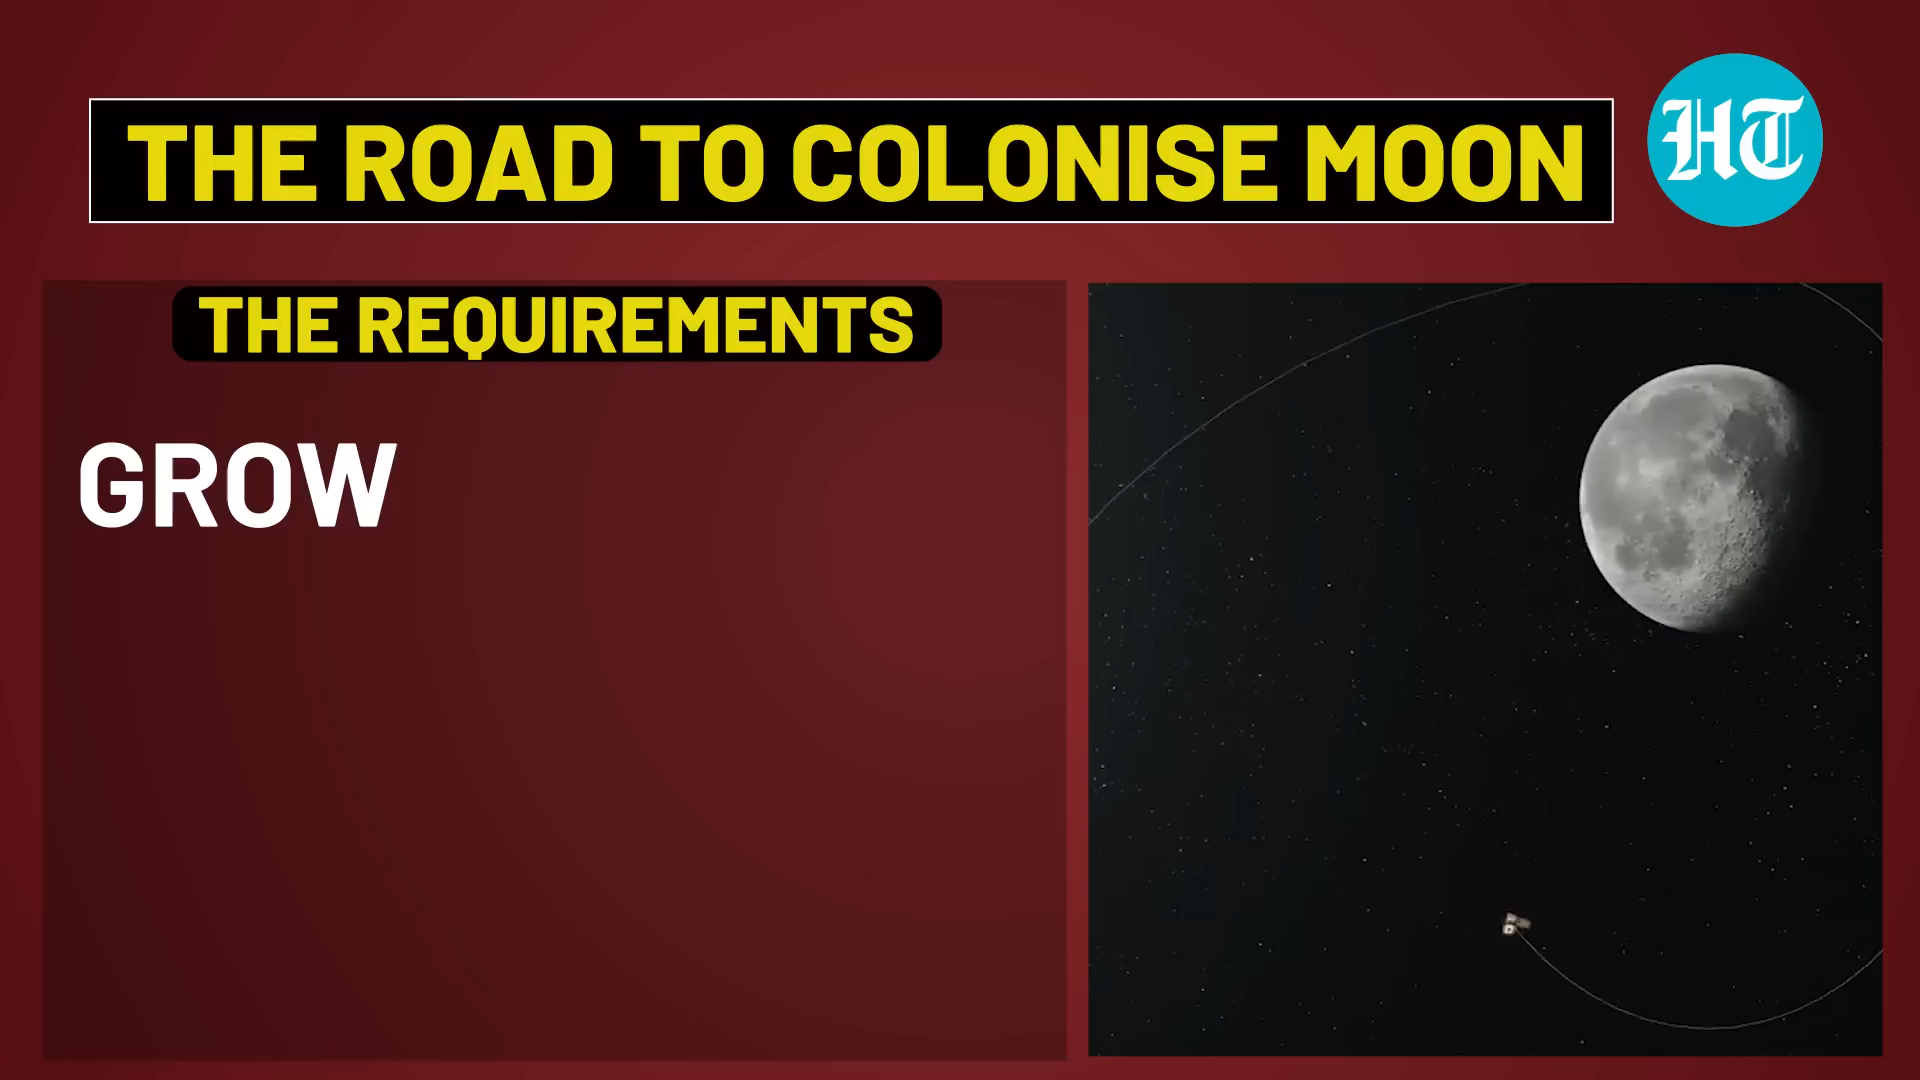 THE ROAD TO COLONISE MOON
HT
THE REQUIREMENTS
GROW